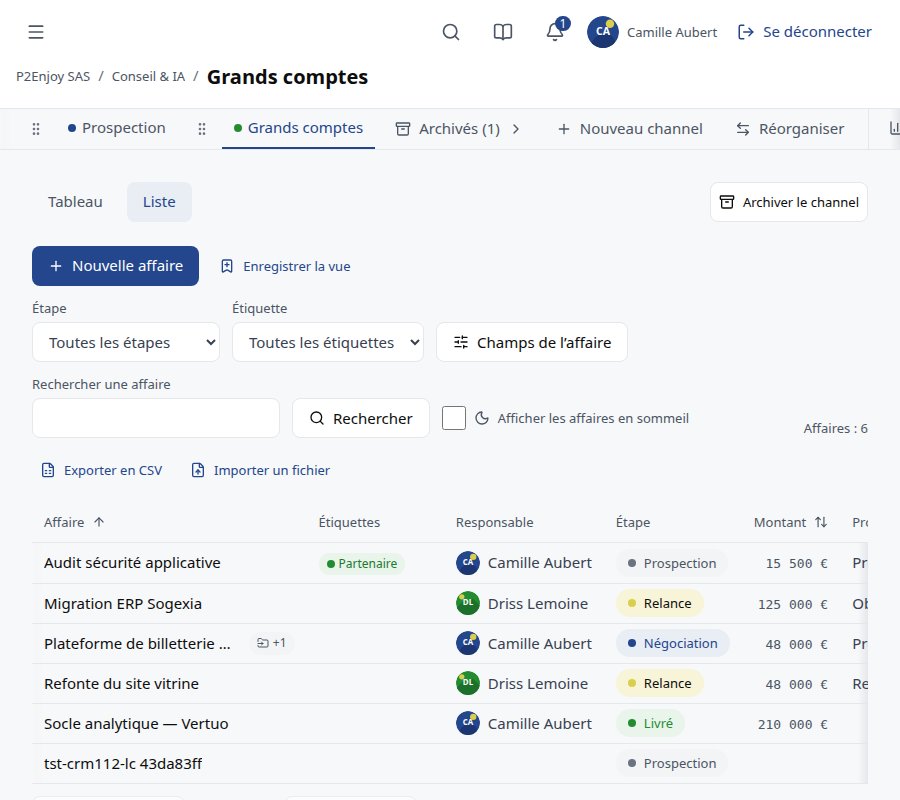 1 CA Camille Aubert Se déconnecter
P2Enjoy SAS / Conseil & IA / Grands comptes
Prospection Grands comptes Archivés (1) Nouveau channel Réorganiser
Tableau Liste Archiver le channel
Nouvelle affaire Enregistrer la vue
Étape Étiquette
Toutes les étapes Toutes les étiquettes Champs de l’affaire
Rechercher une affaire
Rechercher Afficher les affaires en sommeil Affaires : 6
Exporter en CSV Importer un fichier
Affaire Étiquettes Responsable Étape Montant
Audit sécurité applicative Partenaire CA Camille Aubert Prospection 15 500 €
Migration ERP Sogexia DL Driss Lemoine Relance 125 000 €
Plateforme de billetterie ... +1 CA Camille Aubert Négociation 48 000 €
Refonte du site vitrine DL Driss Lemoine Relance 48 000 €
Socle analytique — Vertuo CA Camille Aubert Livré 210 000 €
tst-crm112-lc 43da83ff Prospection